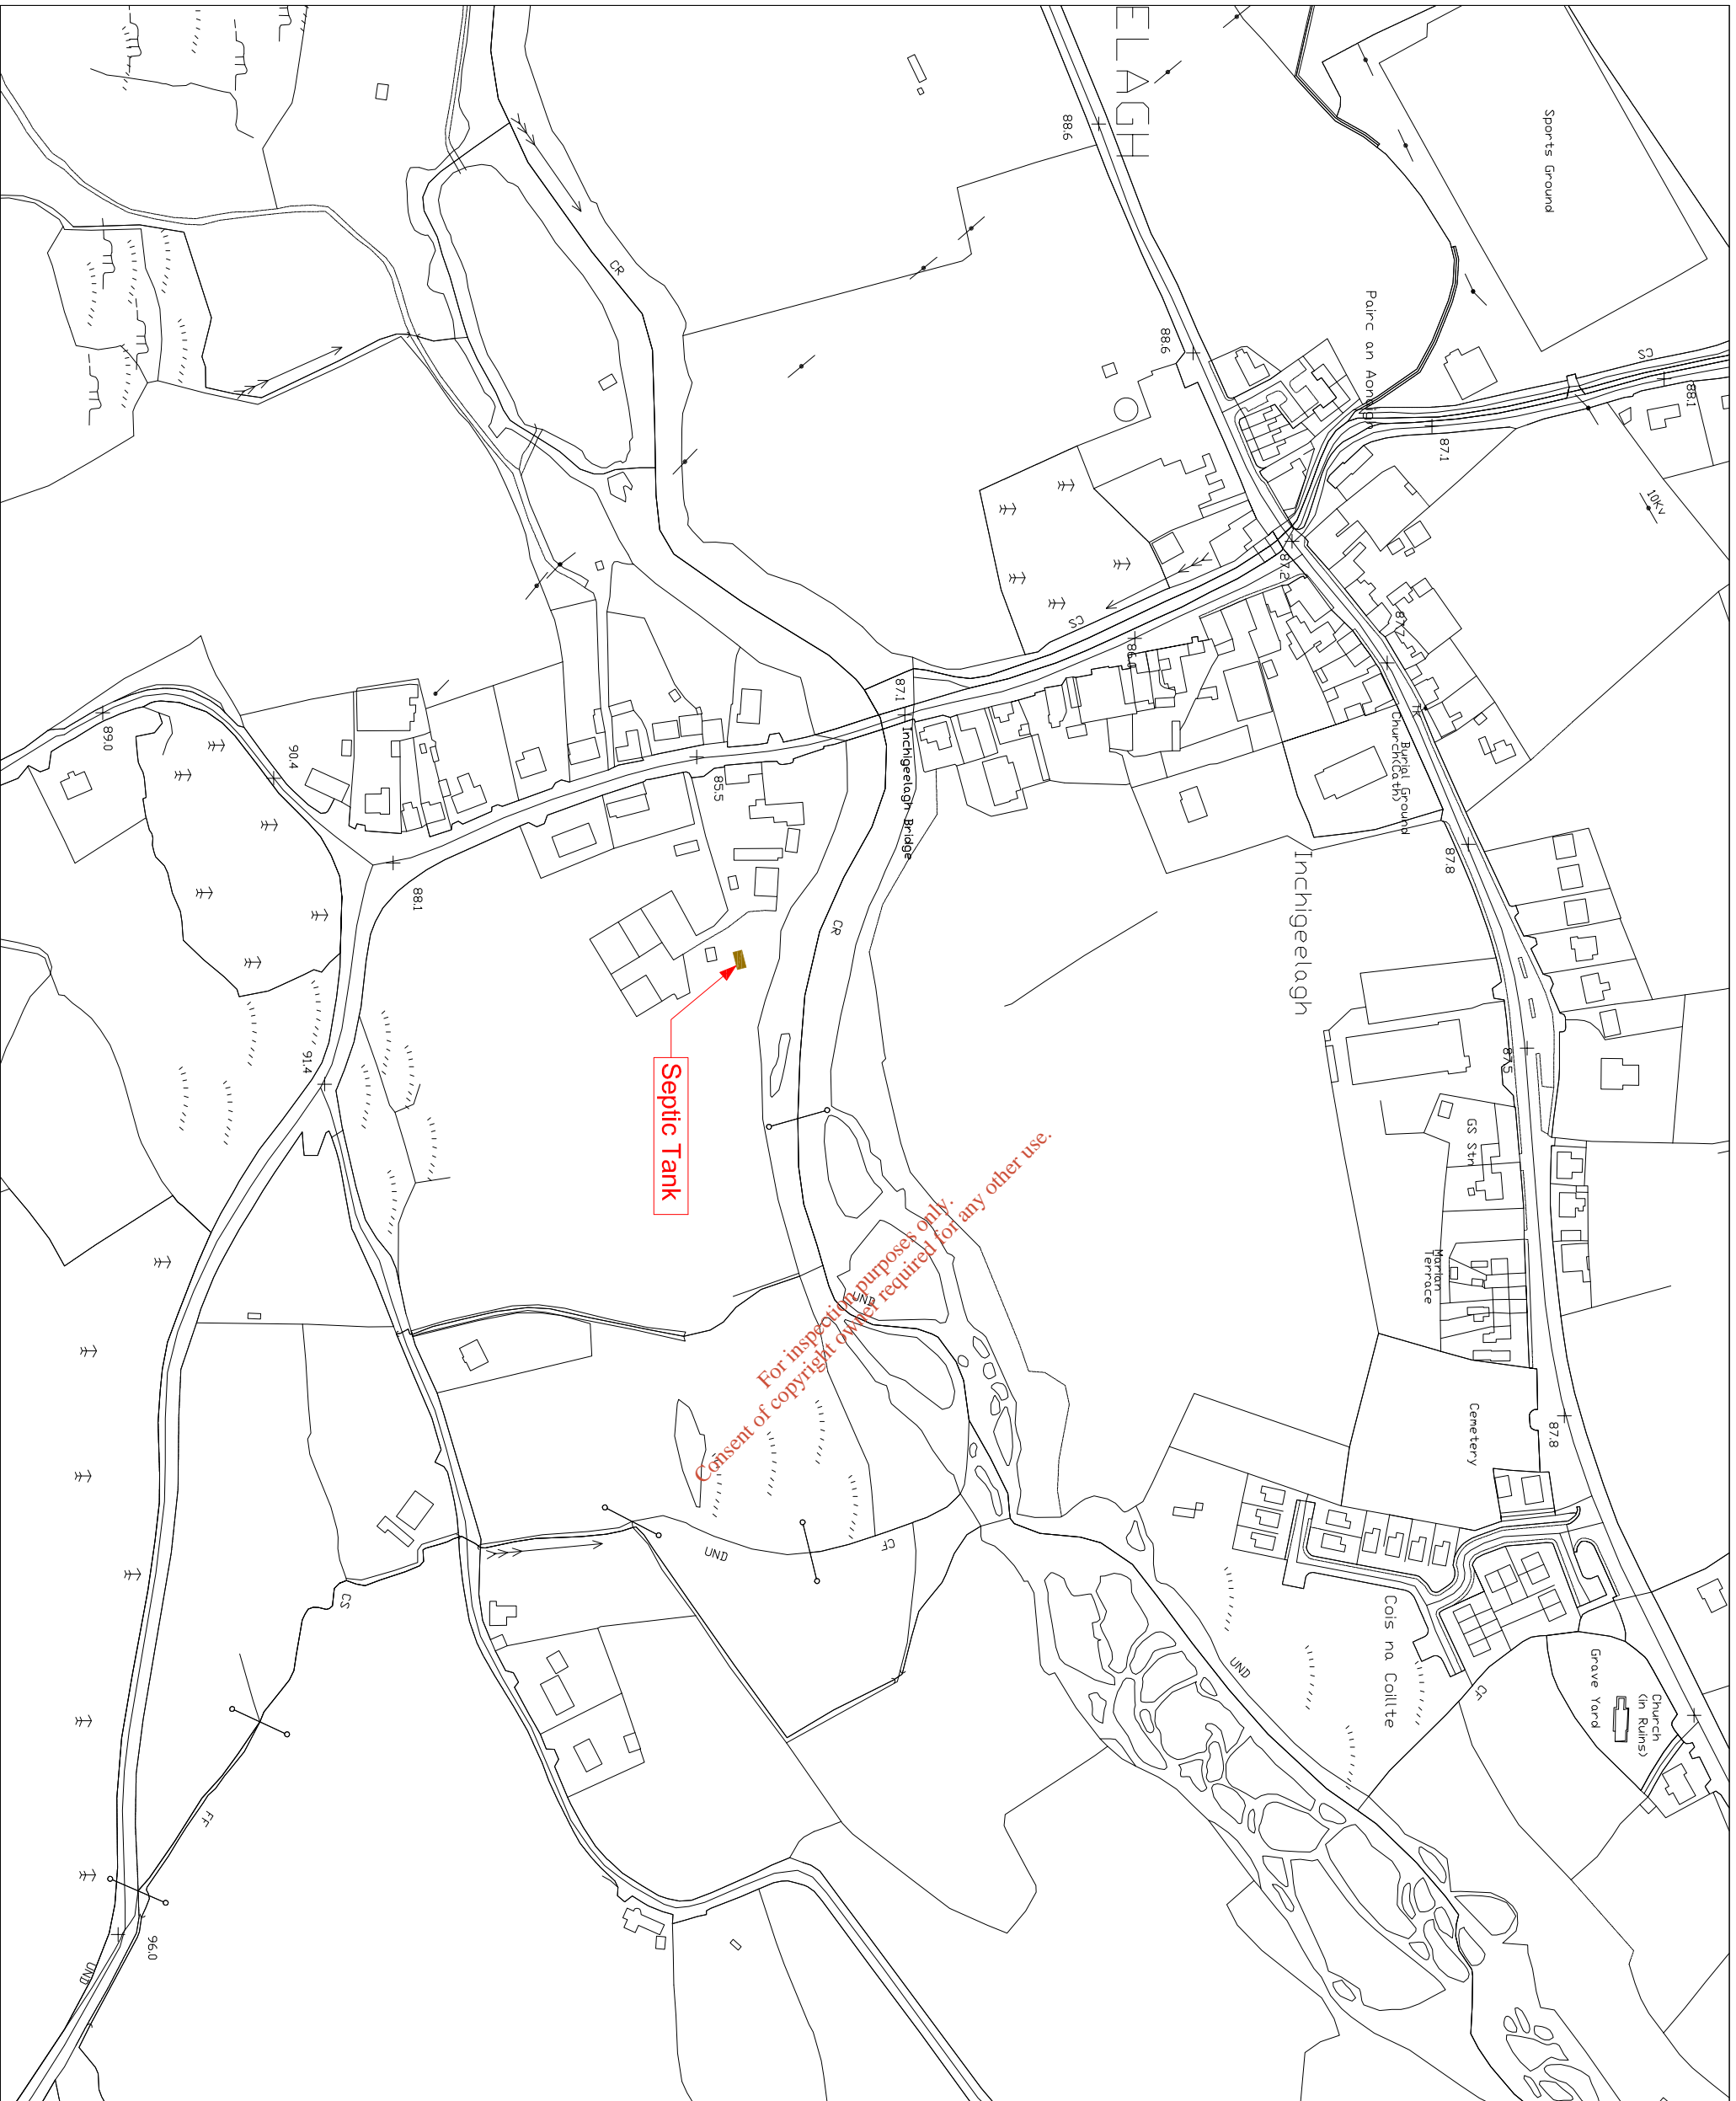 ELAGH
Sports Ground
88.6
Pairc an Aonaigh
CS
88.1
88.6
87.1
10Kv
CR
87.2
CS
87.7
86.0
TK
87.1
Inchigeelagh Bridge
Burial Ground
Church(Cath)
87.8
Inchigeelagh
89.0
90.4
85.5
88.1
CR
Septic Tank
91.4
87.5
GS Stn
Marian
Terrace
UND
Cemetery
87.8
For inspection purposes only.
Consent of copyright owner required for any other use.
UND
CF
CS
Cois na Coillte
UND
Grave Yard
Church
(in Ruins)
FF
96.0
UND